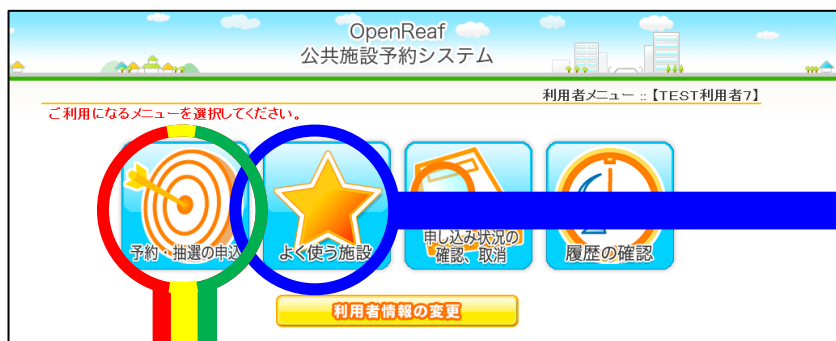 OpenReaf
公共施設予約システム
利用者メニュー ::【TEST利用者7】
ご利用になるメニューを選択してください。
予約・抽選の申込
よく使う施設
申し込み状況の
確認、取消
履歴の確認
利用者情報の変更